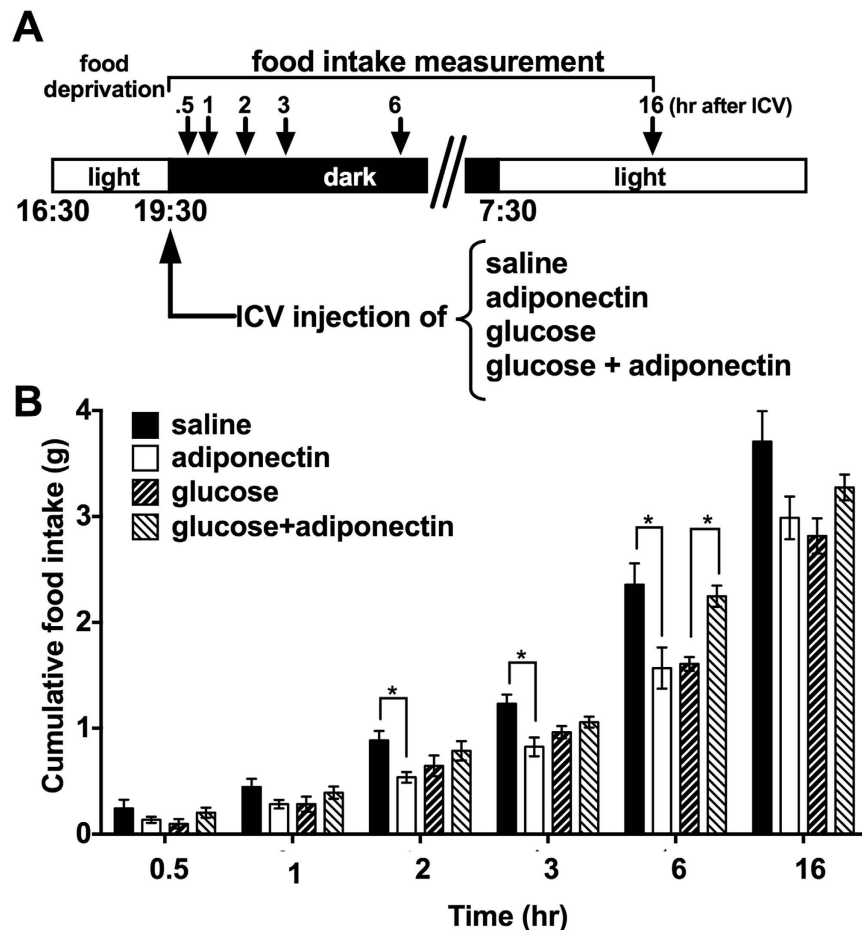 A
food deprivation
food intake measurement
.5 1 2 3 6 16 (hr after ICV)
light dark light
16:30 19:30 7:30
ICV injection of
saline
adiponectin
glucose
glucose + adiponectin
B
Cumulative food intake (g)
4
3
2
1
0
saline
adiponectin
glucose
glucose+adiponectin
* * * *
0.5 1 2 3 6 16
Time (hr)